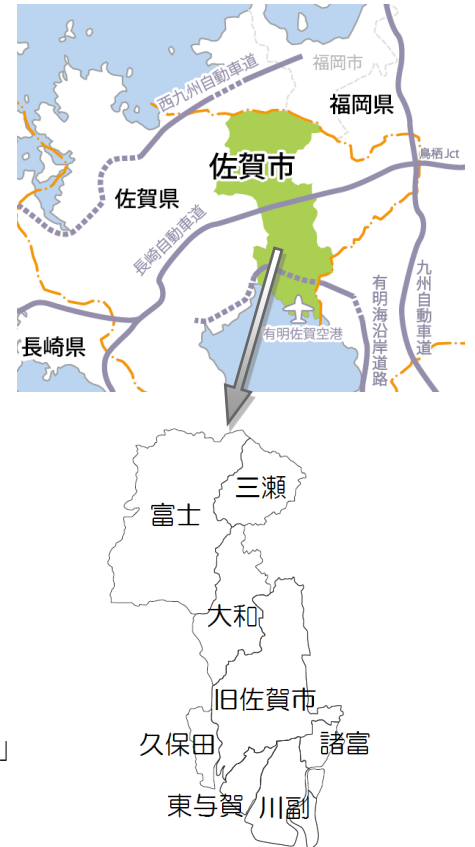 福岡市
西九州自動車道
福岡県
鳥栖Jct
佐賀市
佐賀県
長崎自動車道
九州自動車道
有明海沿岸道路
有明佐賀空港
長崎県
三瀬
富士
大和
旧佐賀市
久保田
諸富
」
東与賀
川副